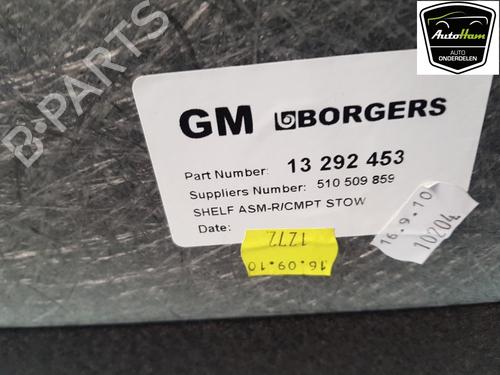 AutoHam
AUTO
ONDERDELEN
B-PARTS
GM BORGERS
Part Number: 13 292 453
Suppliers Number: 510 509 859
SHELF ASM-R/CMPT STOW
Date:
1272
16.09.10
16.9.10
10204